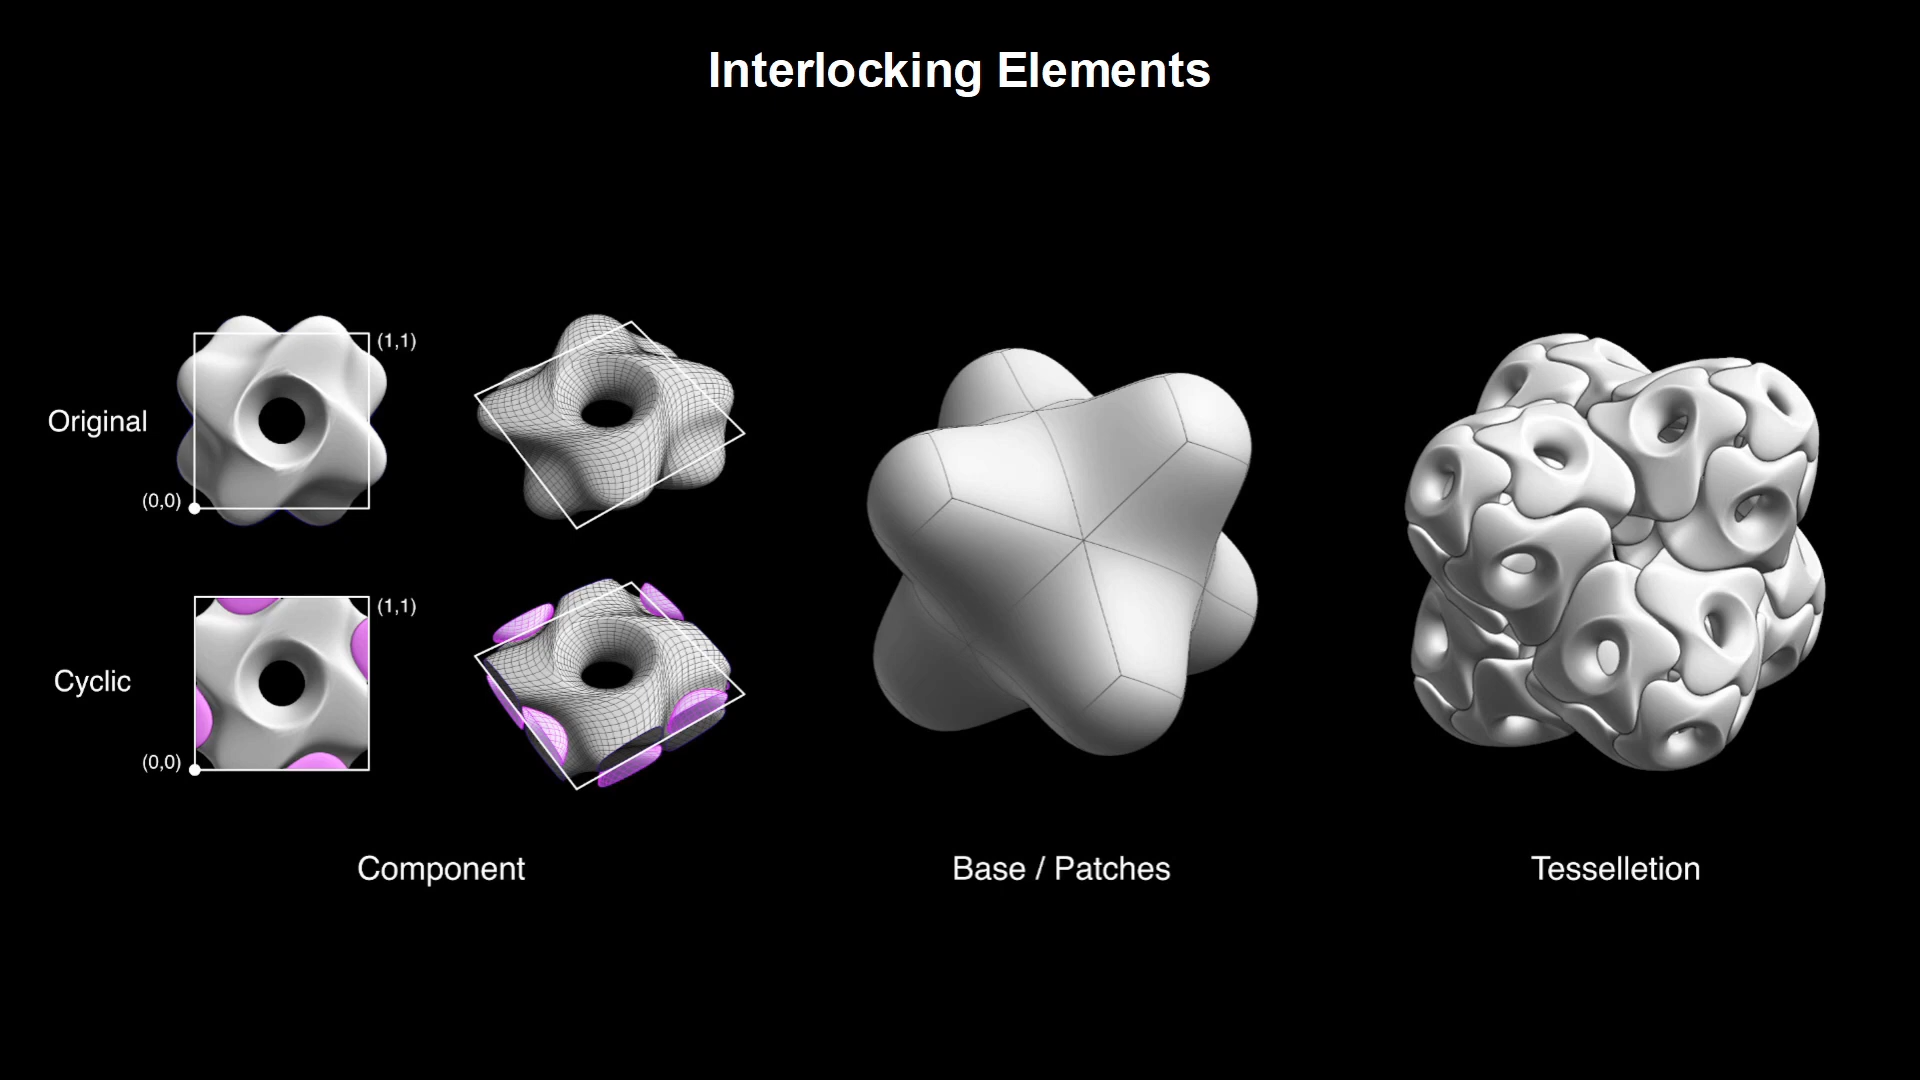 Interlocking Elements
(1,1)
Original
(0,0)
(1,1)
Cyclic
(0,0)
Component
Base / Patches
Tesselletion